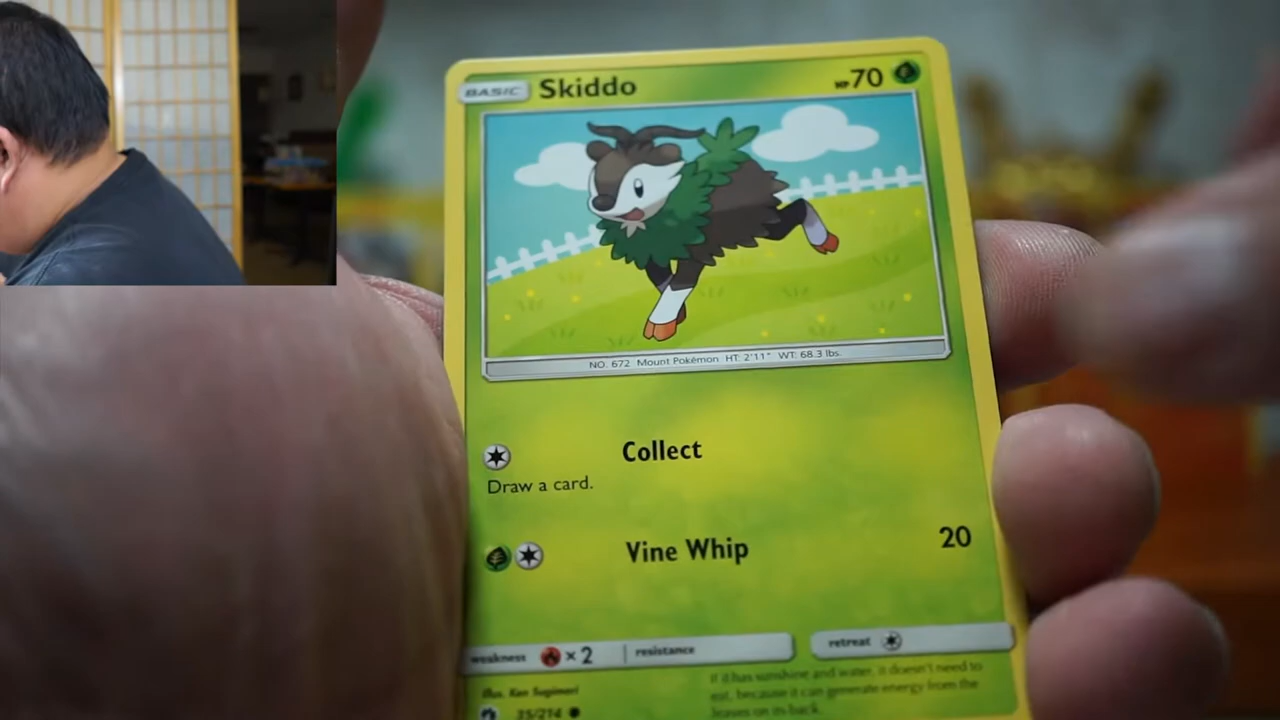 BASIC Skiddo HP70
NO. 672 Mount Pokémon HT: 2'11" WT: 68.3 lbs.
Collect
Draw a card.
Vine Whip 20
weakness ×2 resistance retreat
Illus. Ken Sugimori
If it has sunshine and water, it doesn't need to
35/214
eat, because it can generate energy from the
leaves on its back.